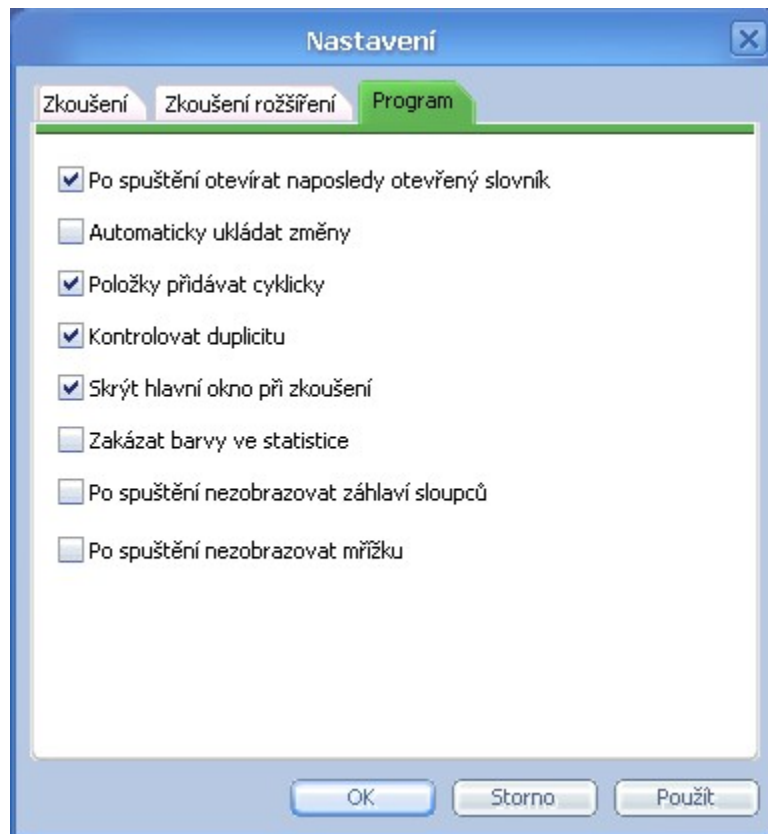 Nastavení
Zkoušení Zkoušení rožšíření Program
Po spuštění otevírat naposledy otevřený slovník
Automaticky ukládat změny
Položky přidávat cyklicky
Kontrolovat duplicitu
Skrýt hlavní okno při zkoušení
Zakázat barvy ve statistice
Po spuštění nezobrazovat záhlaví sloupců
Po spuštění nezobrazovat mřížku
OK Storno Použít